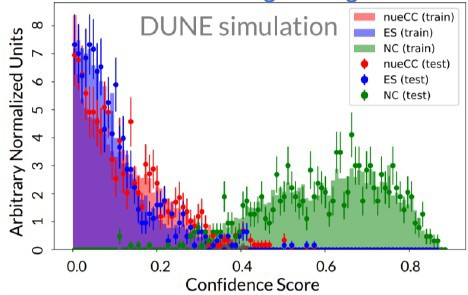 DUNE simulation
nueCC (train)
ES (train)
NC (train)
nueCC (test)
ES (test)
NC (test)
Arbitrary Normalized Units
8
7
6
5
4
3
2
1
0
0.0 0.2 0.4 0.6 0.8
Confidence Score